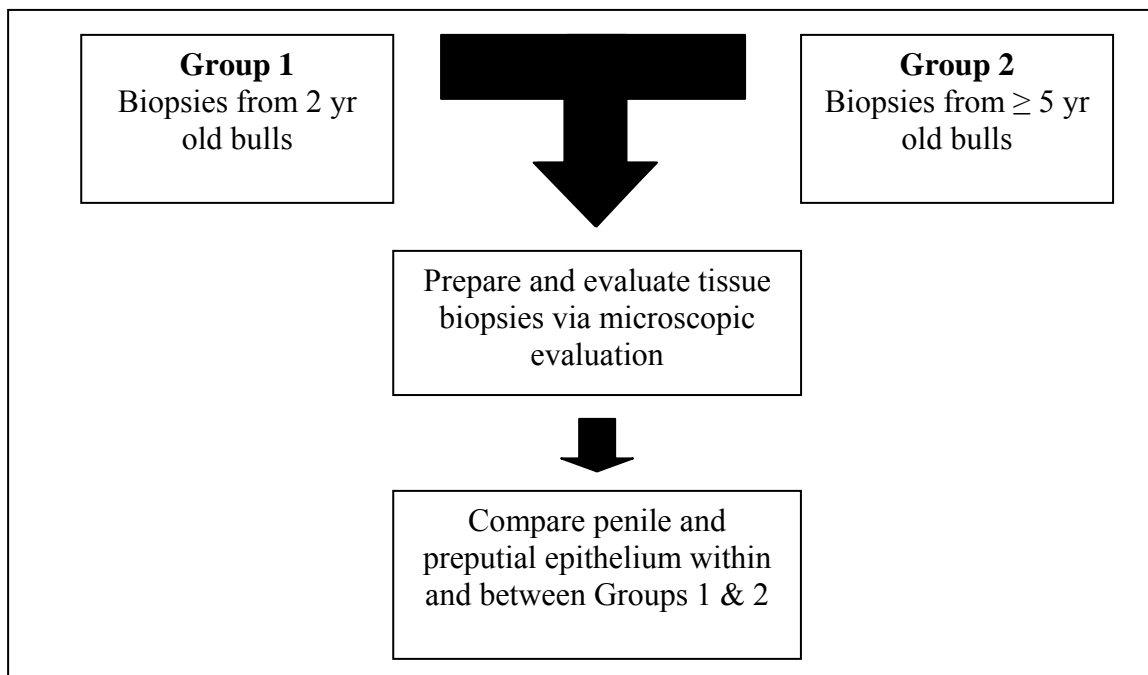 Group 1
Biopsies from 2 yr
old bulls
Group 2
Biopsies from ≥ 5 yr
old bulls
Prepare and evaluate tissue
biopsies via microscopic
evaluation
Compare penile and
preputial epithelium within
and between Groups 1 & 2